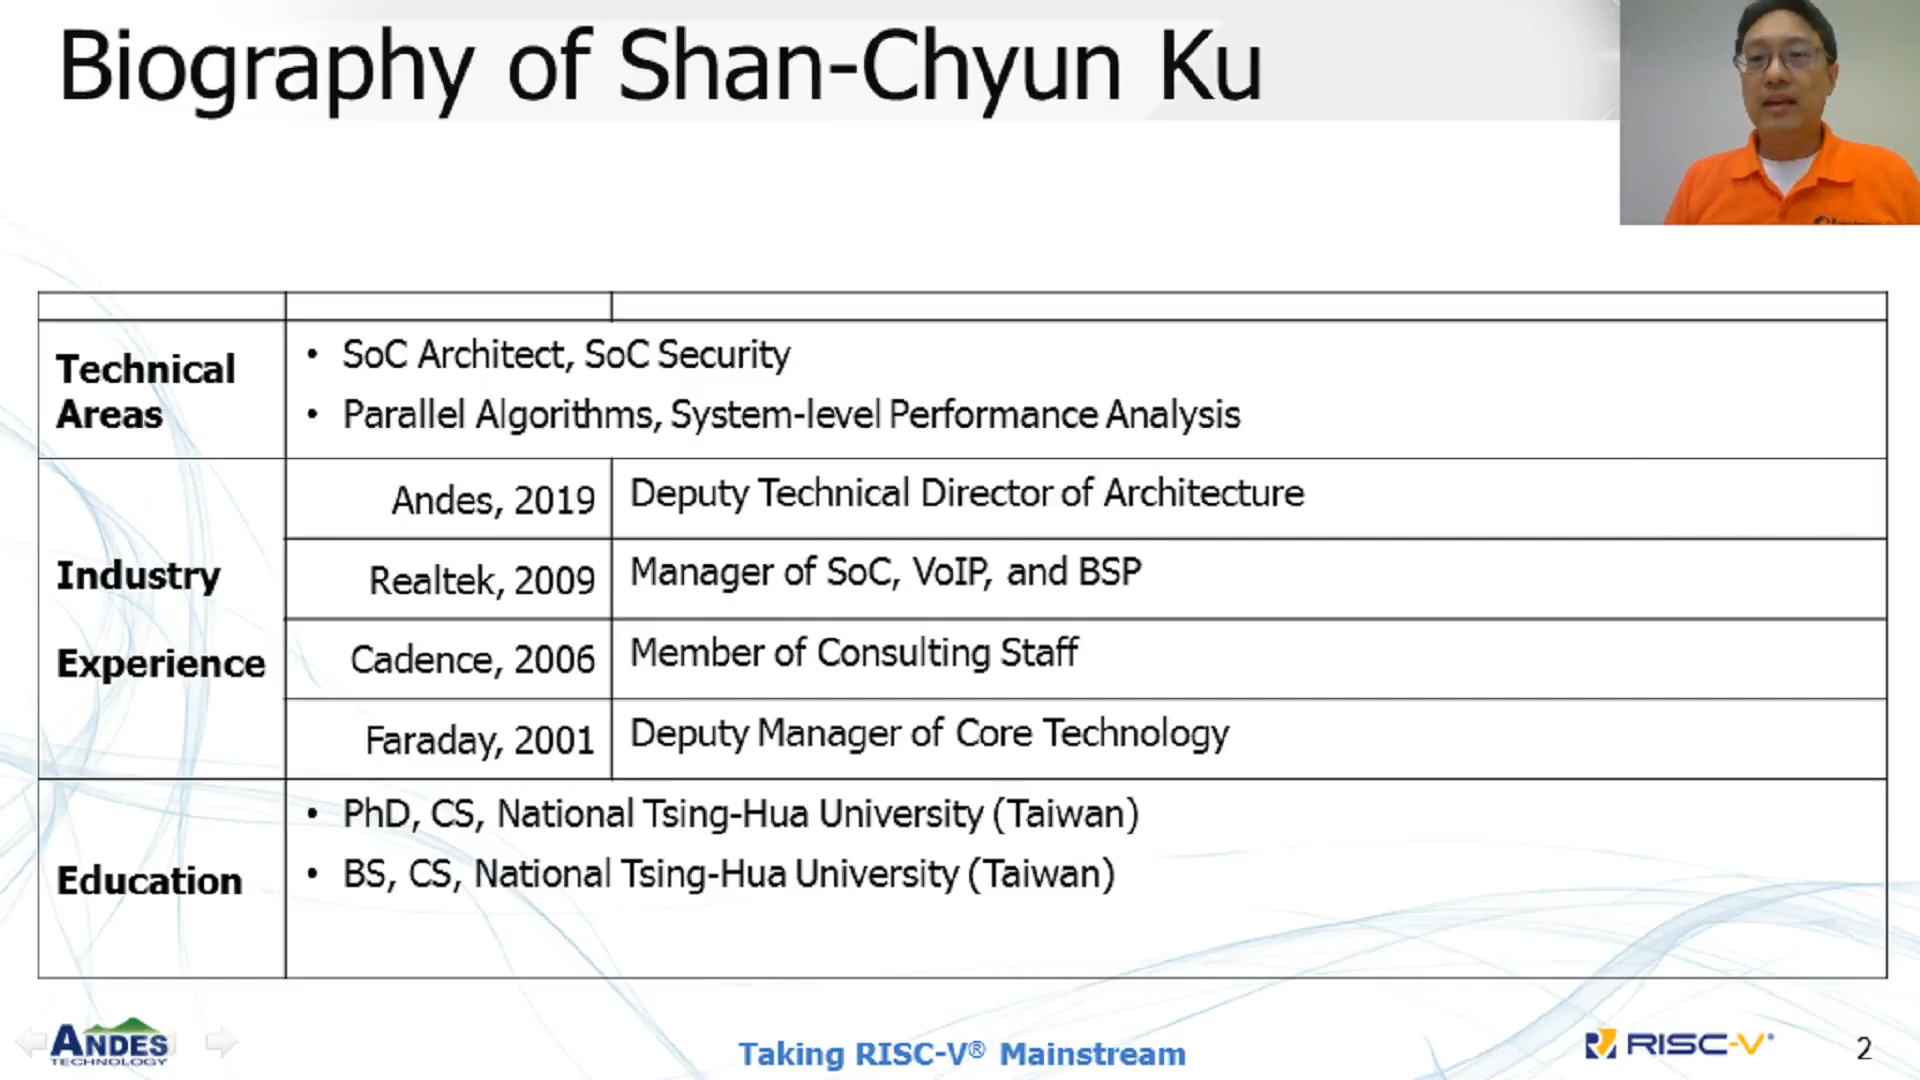 Biography of Shan-Chyun Ku
Technical
Areas
• SoC Architect, SoC Security
• Parallel Algorithms, System-level Performance Analysis
Industry
Experience
Andes, 2019
Deputy Technical Director of Architecture
Realtek, 2009
Manager of SoC, VoIP, and BSP
Cadence, 2006
Member of Consulting Staff
Faraday, 2001
Deputy Manager of Core Technology
Education
• PhD, CS, National Tsing-Hua University (Taiwan)
• BS, CS, National Tsing-Hua University (Taiwan)
ANDES
TECHNOLOGY
Taking RISC-V® Mainstream
RISC-V®
2